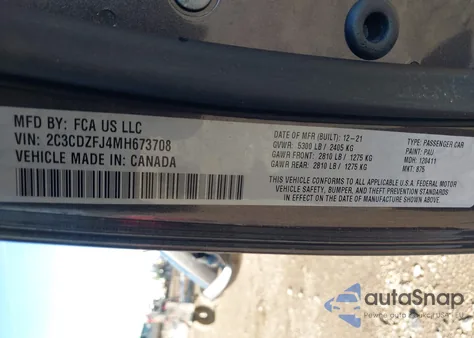 MFD BY: FCA US LLC
VIN: 2C3CDZFJ4MH673708
VEHICLE MADE IN: CANADA
DATE OF MFR (BUILT): 12-21
GVWR: 5300 LB / 2405 KG
GAWR FRONT: 2810 LB / 1275 KG
GAWR REAR: 2810 LB / 1275 KG
TYPE: PASSENGER CAR
PAINT: PAU
MDH: 120411
MKT: 875
THIS VEHICLE CONFORMS TO ALL APPLICABLE U.S.A. FEDERAL MOTOR
VEHICLE SAFETY, BUMPER, AND THEFT PREVENTION STANDARDS
IN EFFECT ON THE DATE OF MANUFACTURE SHOWN ABOVE.
autoSnap
Pewne auto